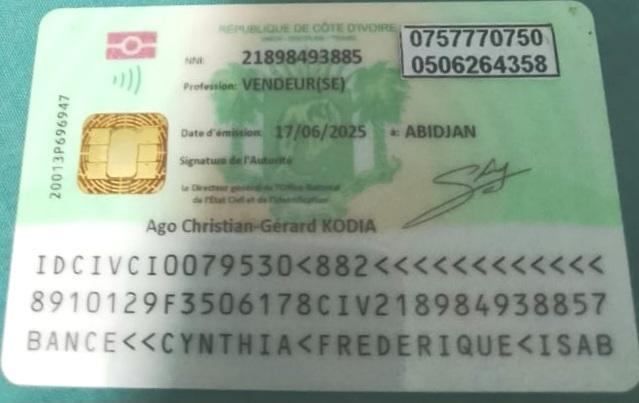 RÉPUBLIQUE DE CÔTE D'IVOIRE
0757770750
0506264358
NNI: 21898493885
Profession: VENDEUR(SE)
20013P696947
Date d'émission: 17/06/2025 à: ABIDJAN
Signature de l'Autorité
Le Directeur général de l'Office National
de l'État Civil et de l'Identification
Ago Christian-Gérard KODIA
IDCIVCI0079530<882<<<<<<<<<<<<<
8910129F3506178CIV218984938857
BANCE<<CYNTHIA<FREDERIQUE<ISAB